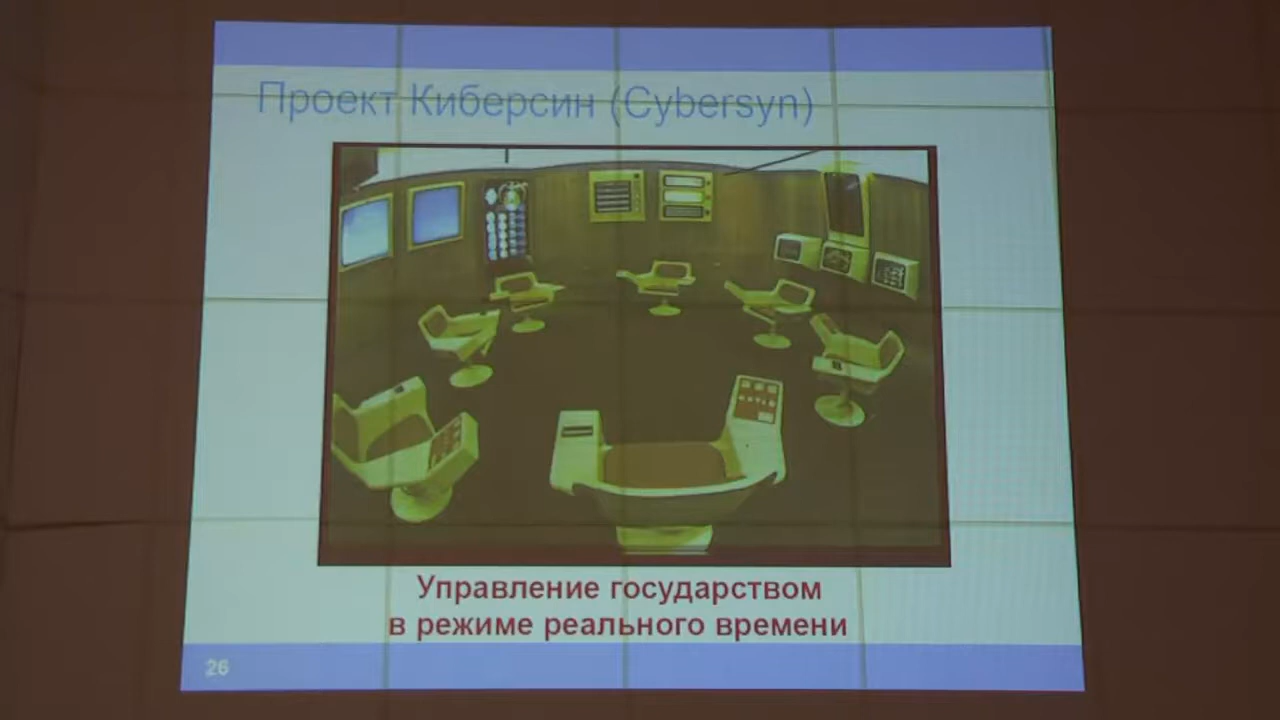 Проект Киберсин (Cybersyn)
Управление государством
в режиме реального времени
26